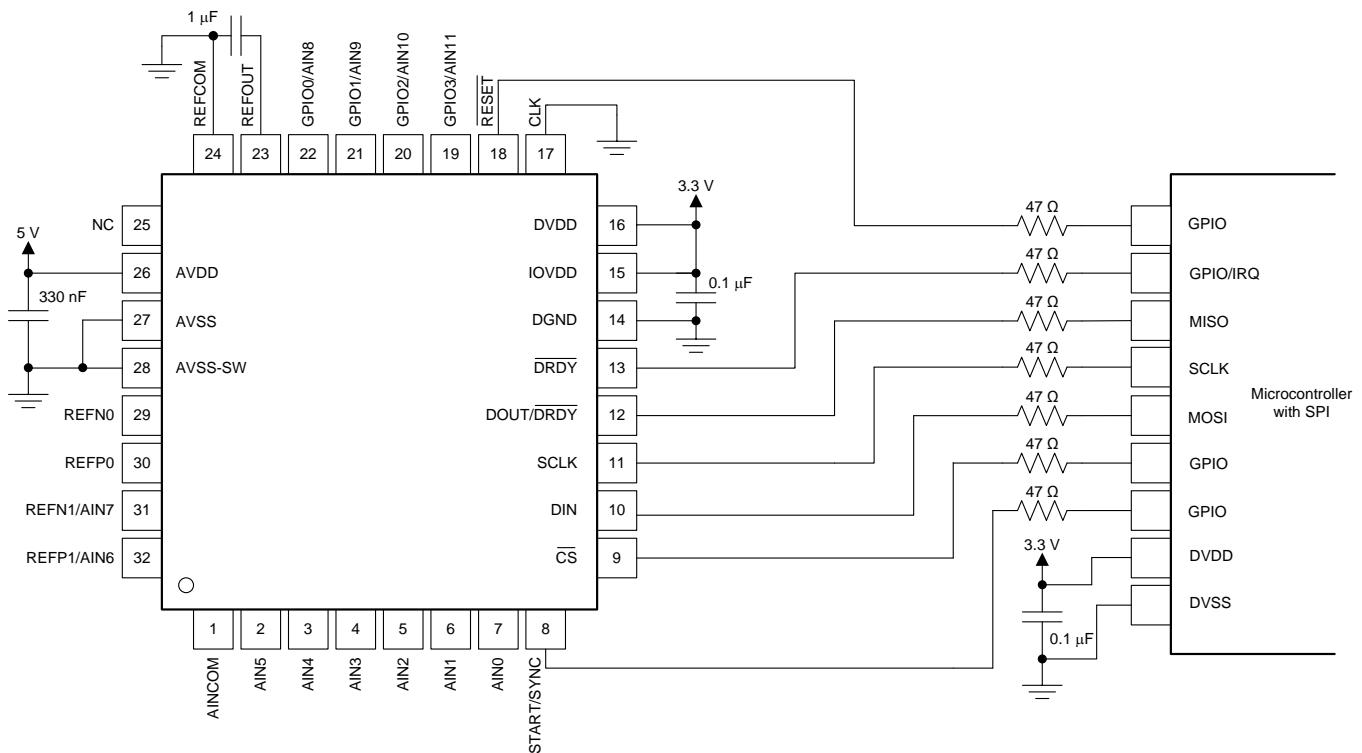 1 μF
REFCOM
REFOUT
GPIO0/AIN8
GPIO1/AIN9
GPIO2/AIN10
GPIO3/AIN11
RESET
CLK
24
23
22
21
20
19
18
17
NC
25
5 V
AVDD
26
330 nF
AVSS
27
AVSS-SW
28
REFN0
29
REFP0
30
REFN1/AIN7
31
REFP1/AIN6
32
3.3 V
DVDD
16
IOVDD
15
0.1 μF
DGND
14
DRDY
13
DOUT/DRDY
12
SCLK
11
DIN
10
CS
9
1
2
3
4
5
6
7
8
AINCOM
AIN5
AIN4
AIN3
AIN2
AIN1
AIN0
START/SYNC
47 Ω
GPIO
47 Ω
GPIO/IRQ
47 Ω
MISO
47 Ω
SCLK
47 Ω
MOSI
47 Ω
GPIO
47 Ω
GPIO
3.3 V
DVDD
DVSS
0.1 μF
Microcontroller
with SPI